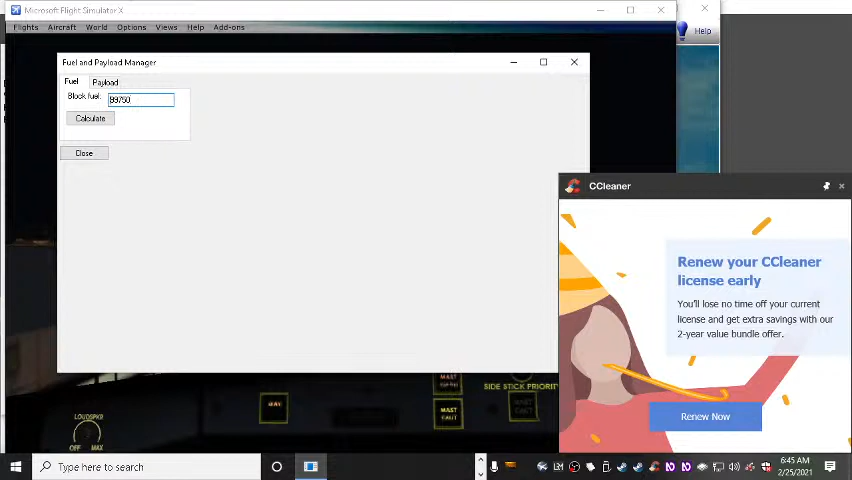 Microsoft Flight Simulator X
Flights Aircraft World Options Views Help Add-ons
Help
Fuel and Payload Manager
Fuel Payload
Block fuel: 89750
Calculate
Close
CCleaner
Renew your CCleaner
license early
You'll lose no time off your current
license and get extra savings with our
2-year value bundle offer.
Renew Now
SIDE STICK PRIORITY
MAST
CAUT
LOUDSPKR
OFF MAX
Type here to search
6:45 AM
2/25/2021